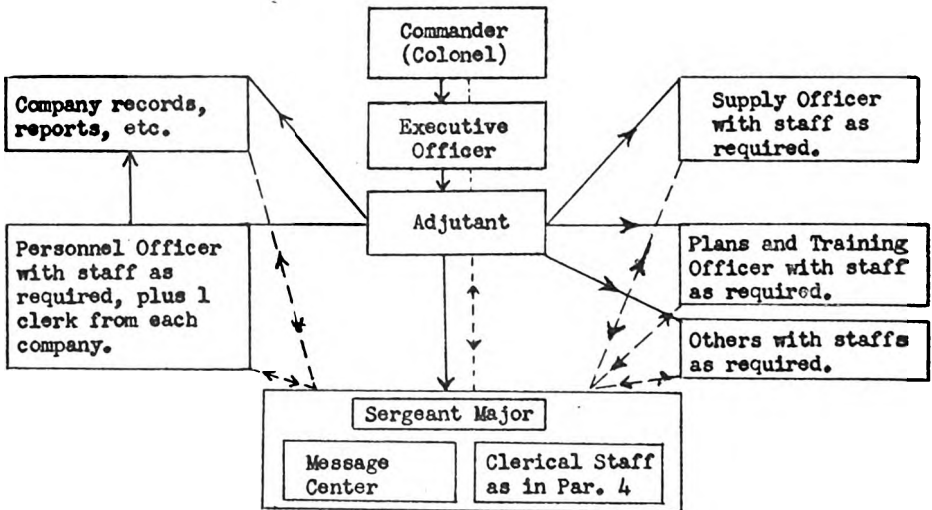 Commander
(Colonel)
Company records,
reports, etc.
Executive
Officer
Supply Officer
with staff as
required.
Adjutant
Personnel Officer
with staff as
required, plus 1
clerk from each
company.
Plans and Training
Officer with staff
as required.
Others with staffs
as required.
Sergeant Major
Message
Center
Clerical Staff
as in Par. 4